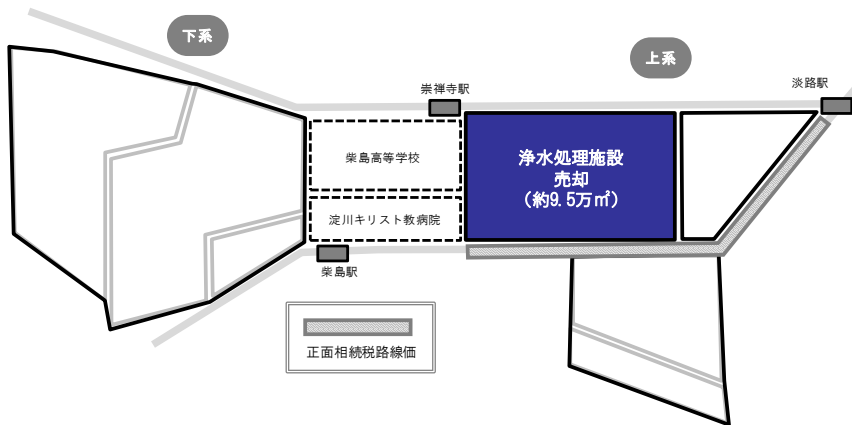 下系
上系
崇禅寺駅
淡路駅
柴島高等学校
浄水処理施設
売却
（約9.5万㎡）
淀川キリスト教病院
柴島駅
正面相続税路線価